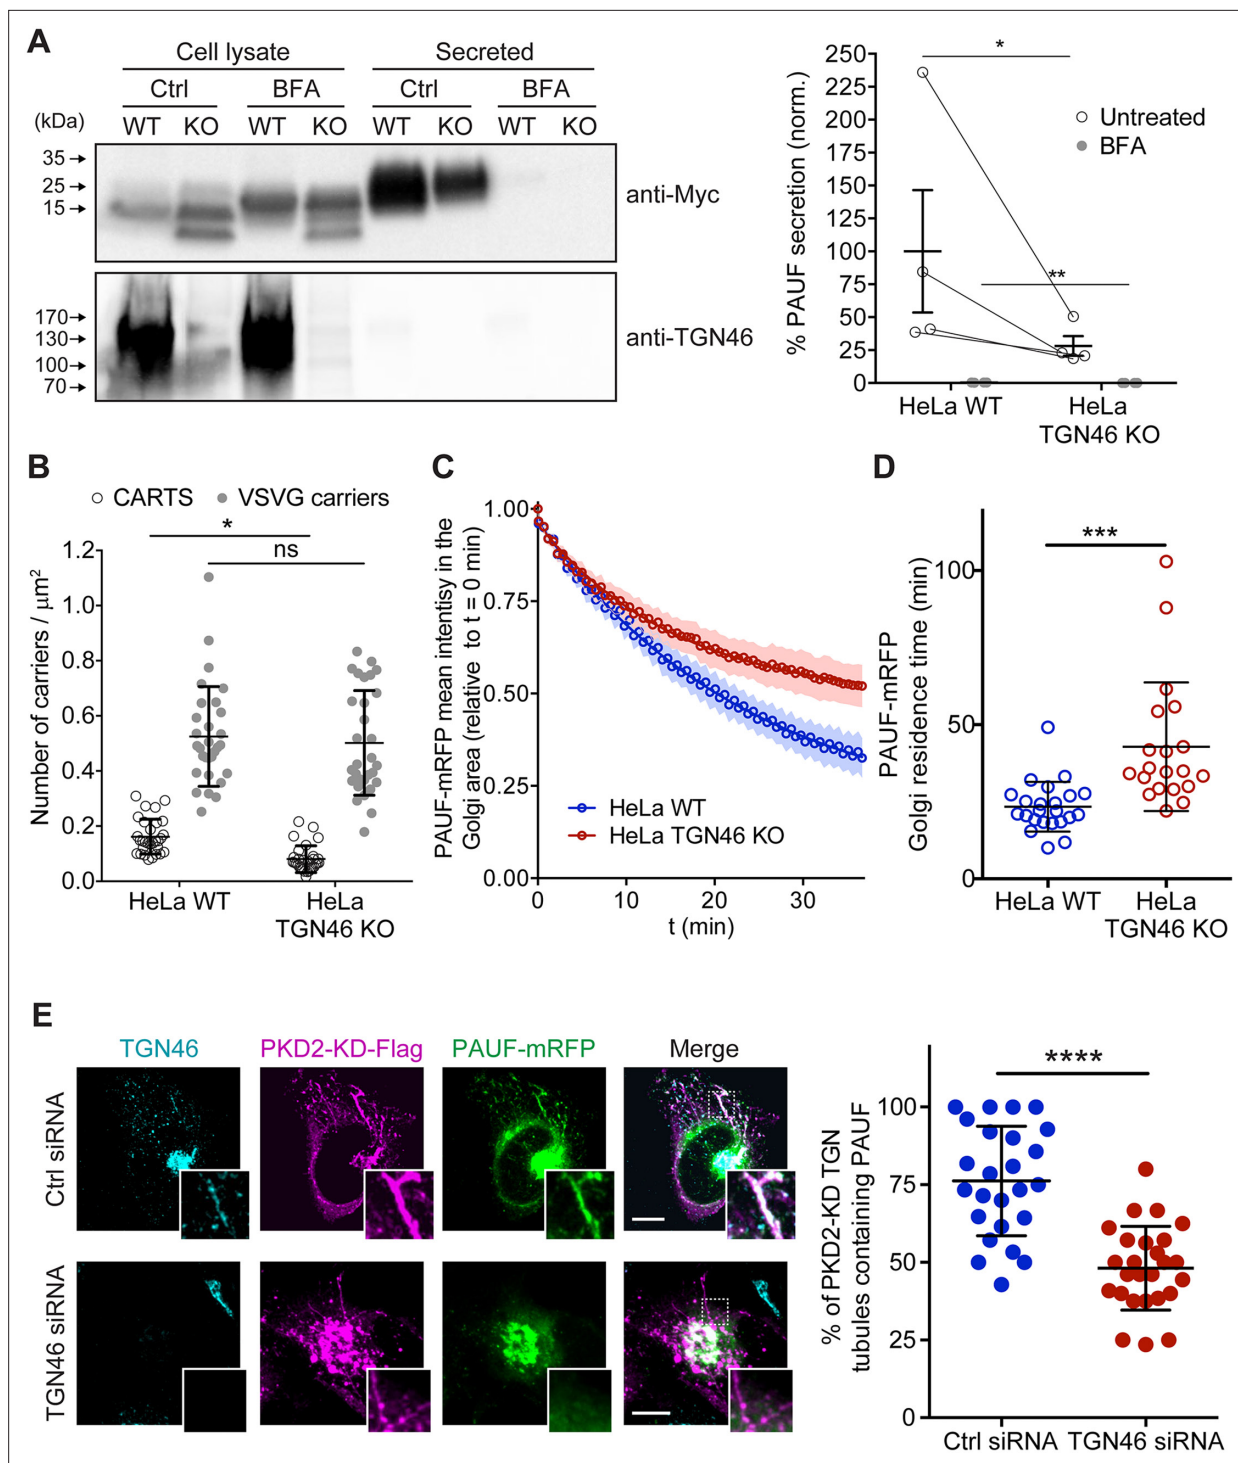 A
Cell lysate Secreted
Ctrl BFA Ctrl BFA
(kDa) WT KO WT KO WT KO WT KO
35
25
15
anti-Myc
170
130
100
70
anti-TGN46
% PAUF secretion (norm.)
250
225
200
175
150
125
100
75
50
25
0
*
**
Untreated
BFA
HeLa WT
HeLa
TGN46 KO
B
CARTS VSVG carriers
*
ns
Number of carriers / µm²
1.2
1.0
0.8
0.6
0.4
0.2
0.0
HeLa WT
HeLa
TGN46 KO
C
PAUF-mRFP mean intentisy in the
Golgi area (relative to t = 0 min)
1.00
0.75
0.50
0.25
0.00
HeLa WT
HeLa TGN46 KO
0 10 20 30
t (min)
D
PAUF-mRFP
Golgi residence time (min)
***
100
50
0
HeLa WT
HeLa
TGN46 KO
E
TGN46 PKD2-KD-Flag PAUF-mRFP Merge
Ctrl siRNA
TGN46 siRNA
% of PKD2-KD TGN
tubules containing PAUF
****
100
75
50
25
0
Ctrl siRNA TGN46 siRNA